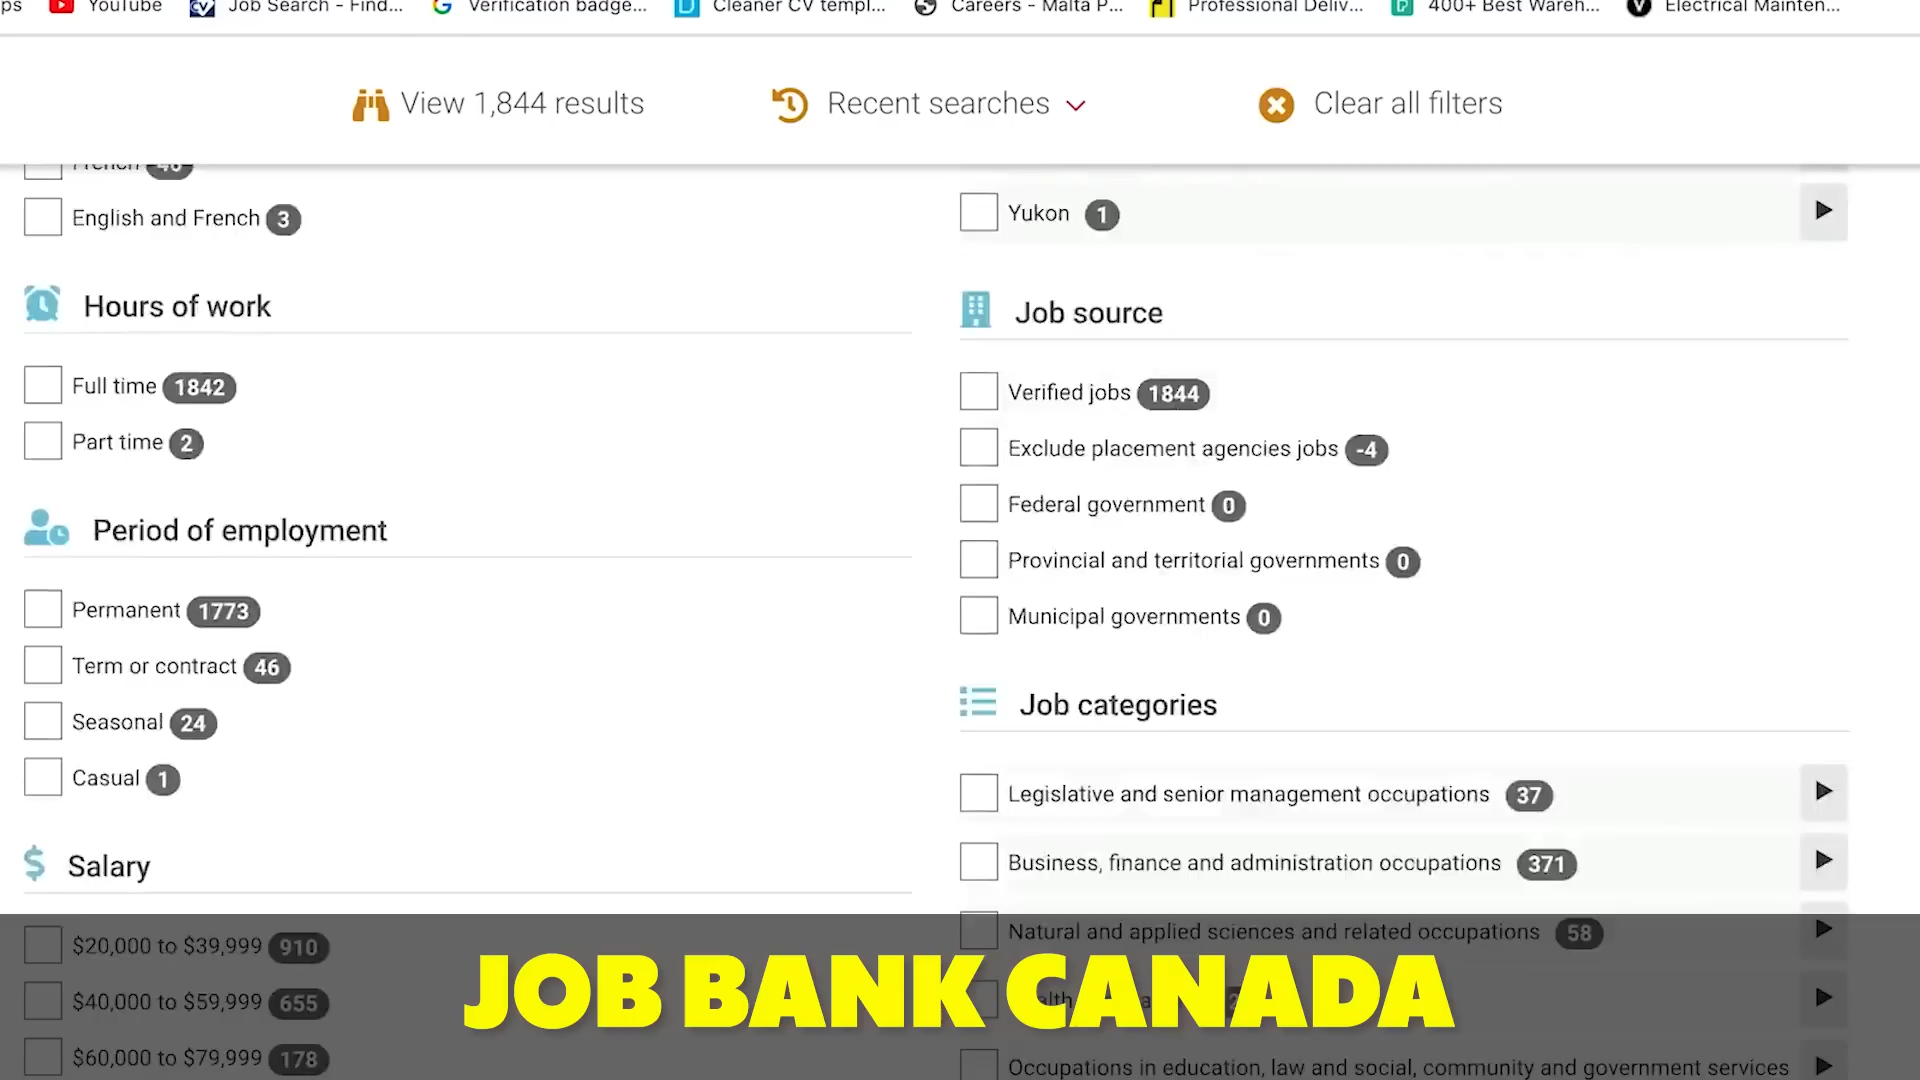 ps YouTube Job Search - Find... Verification badge... Cleaner CV templ... Careers - Malta P... Professional Deliv... 400+ Best Wareh... Electrical Mainten...
View 1,844 results Recent searches Clear all filters
French 46
English and French 3
Hours of work
Full time 1842
Part time 2
Period of employment
Permanent 1773
Term or contract 46
Seasonal 24
Casual 1
Salary
$20,000 to $39,999 910
$40,000 to $59,999 655
$60,000 to $79,999 178
Yukon 1
Job source
Verified jobs 1844
Exclude placement agencies jobs -4
Federal government 0
Provincial and territorial governments 0
Municipal governments 0
Job categories
Legislative and senior management occupations 37
Business, finance and administration occupations 371
Natural and applied sciences and related occupations 58
Occupations in education, law and social, community and government services
JOB BANK CANADA